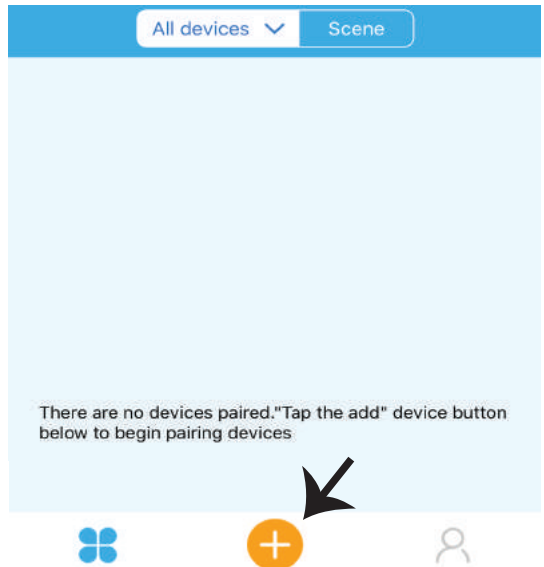 All devices Scene
There are no devices paired."Tap the add" device button
below to begin pairing devices